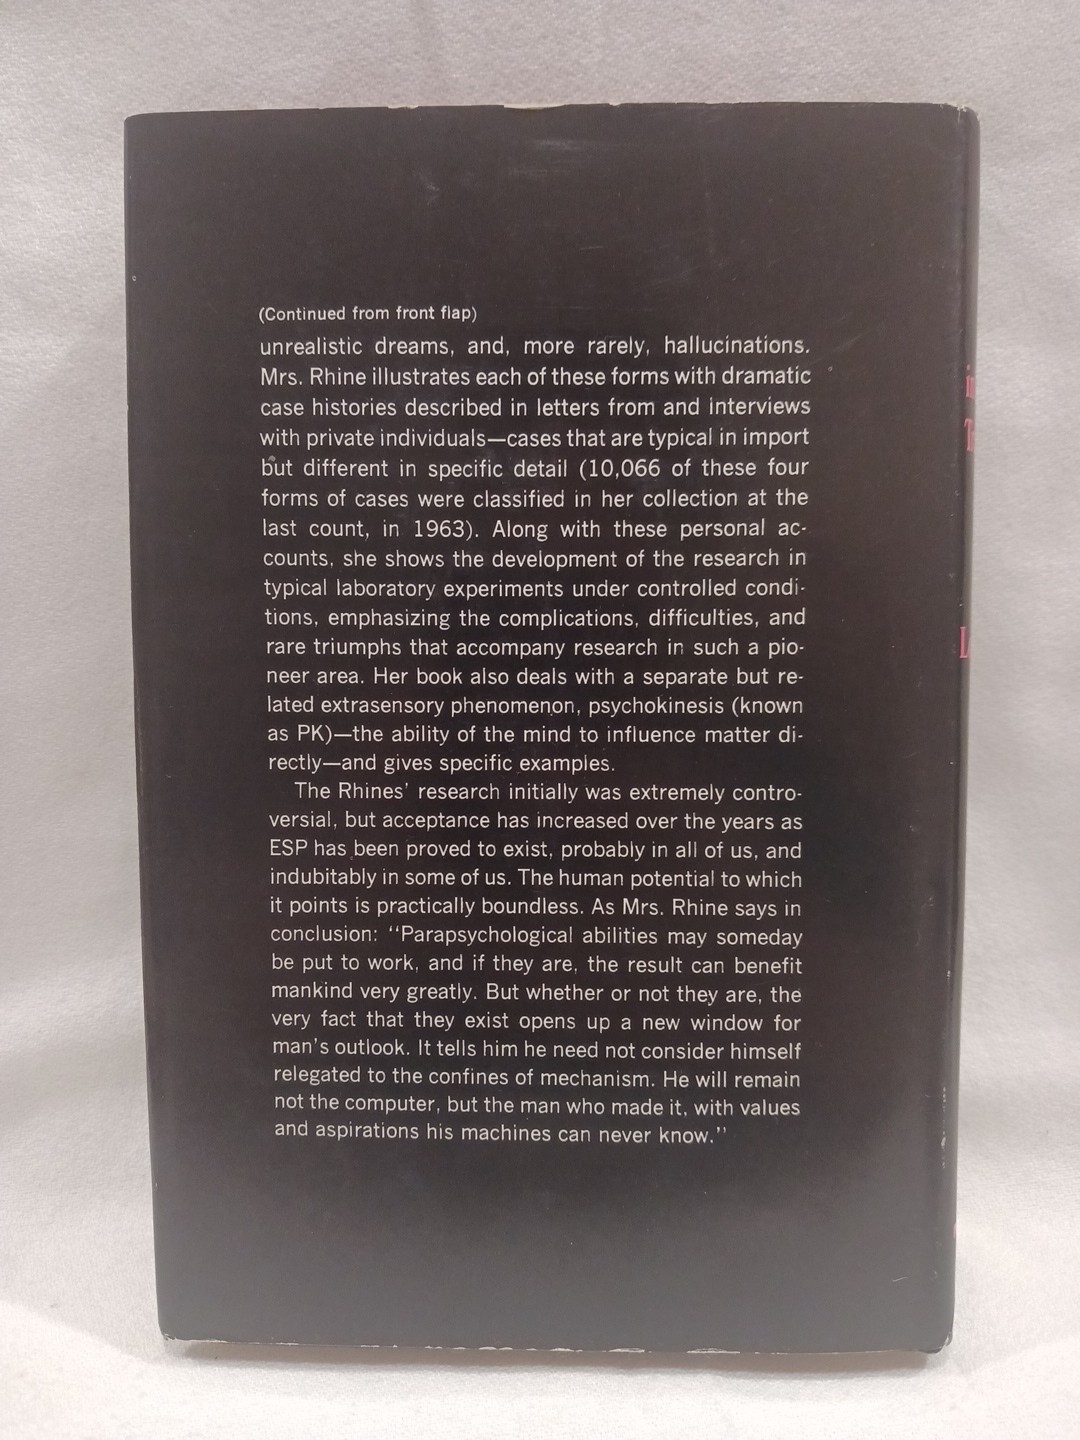 (Continued from front flap)
unrealistic dreams, and, more rarely, hallucinations.
Mrs. Rhine illustrates each of these forms with dramatic
case histories described in letters from and interviews
with private individuals—cases that are typical in import
but different in specific detail (10,066 of these four
forms of cases were classified in her collection at the
last count, in 1963). Along with these personal ac-
counts, she shows the development of the research in
typical laboratory experiments under controlled condi-
tions, emphasizing the complications, difficulties, and
rare triumphs that accompany research in such a pio-
neer area. Her book also deals with a separate but re-
lated extrasensory phenomenon, psychokinesis (known
as PK)—the ability of the mind to influence matter di-
rectly—and gives specific examples.
The Rhines' research initially was extremely contro-
versial, but acceptance has increased over the years as
ESP has been proved to exist, probably in all of us, and
indubitably in some of us. The human potential to which
it points is practically boundless. As Mrs. Rhine says in
conclusion: "Parapsychological abilities may someday
be put to work, and if they are, the result can benefit
mankind very greatly. But whether or not they are, the
very fact that they exist opens up a new window for
man's outlook. It tells him he need not consider himself
relegated to the confines of mechanism. He will remain
not the computer, but the man who made it, with values
and aspirations his machines can never know."